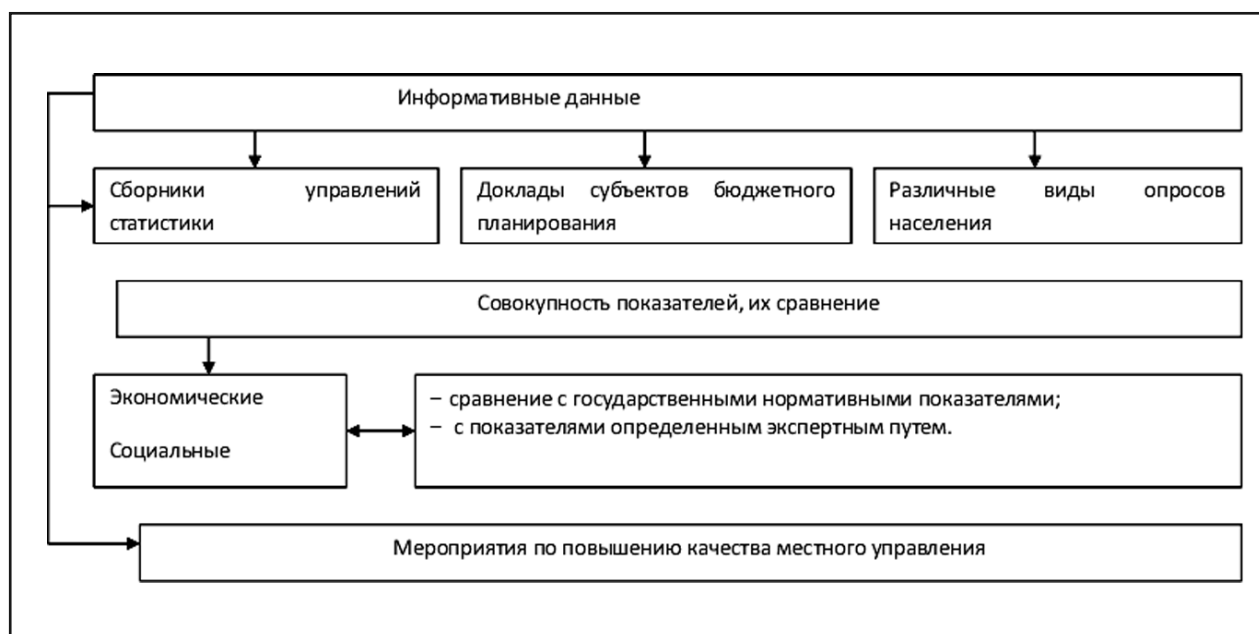 Информативные данные
Сборники управлений
статистики
Доклады субъектов бюджетного
планирования
Различные виды опросов
населения
Совокупность показателей, их сравнение
Экономические
Социальные
– сравнение с государственными нормативными показателями;
– с показателями определенным экспертным путем.
Мероприятия по повышению качества местного управления